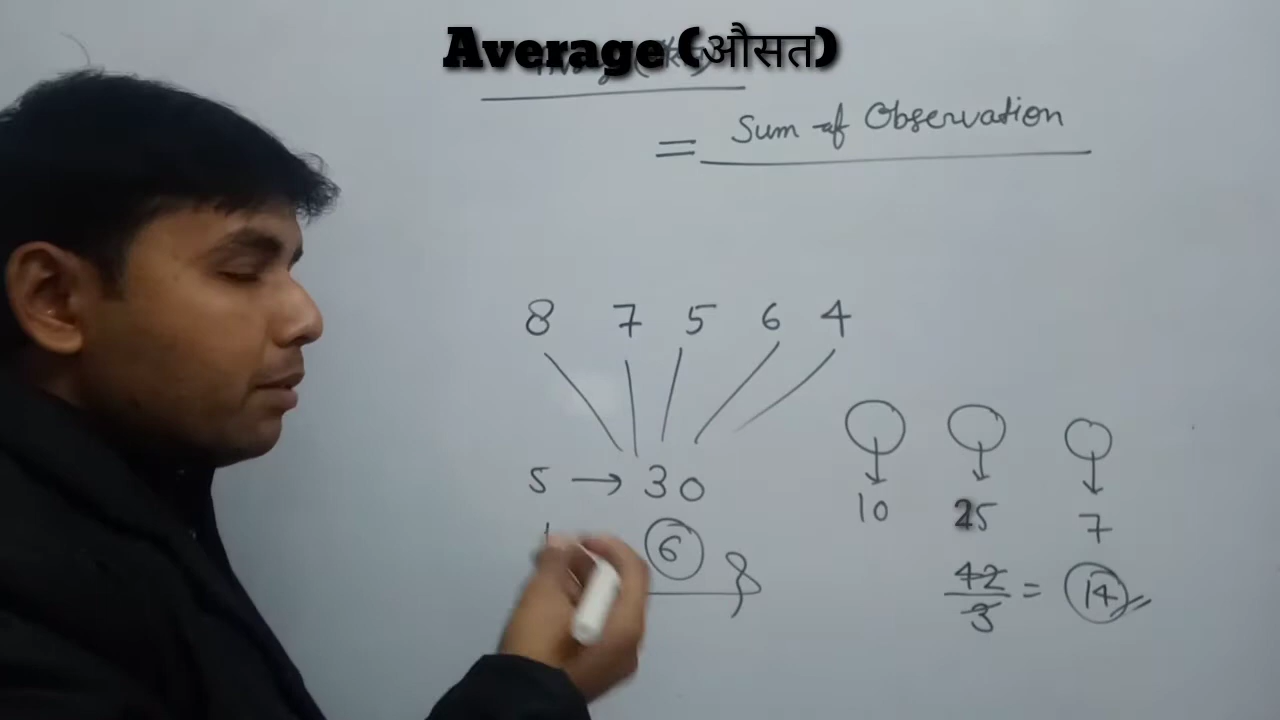 Average (औसत)
= Sum of Observation
8 7 5 6 4
5 → 30
6
10 25 7
42
3
= 14